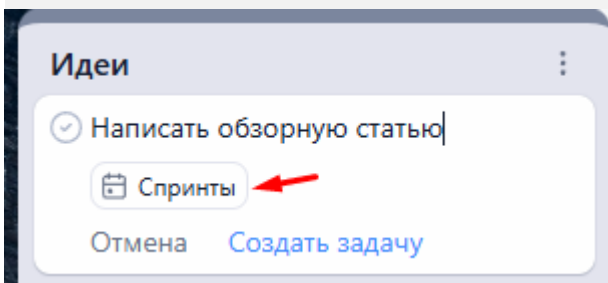 Идеи
Написать обзорную статью
Спринты
Отмена Создать задачу